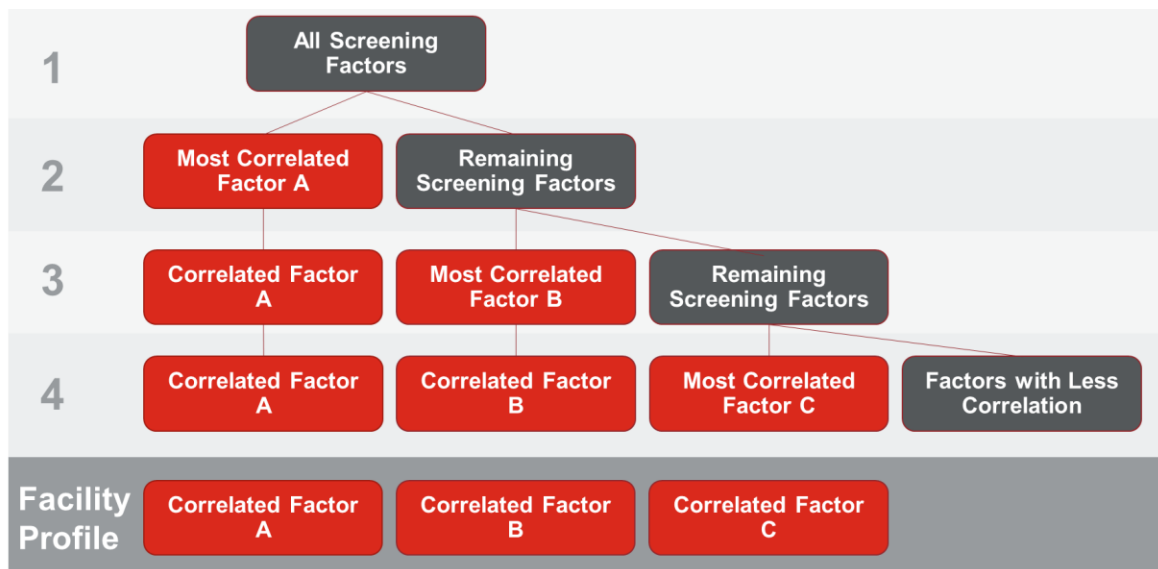 1
All Screening
Factors
2
Most Correlated
Factor A
Remaining
Screening Factors
3
Correlated Factor
A
Most Correlated
Factor B
Remaining
Screening Factors
4
Correlated Factor
A
Correlated Factor
B
Most Correlated
Factor C
Factors with Less
Correlation
Facility
Profile
Correlated Factor
A
Correlated Factor
B
Correlated Factor
C